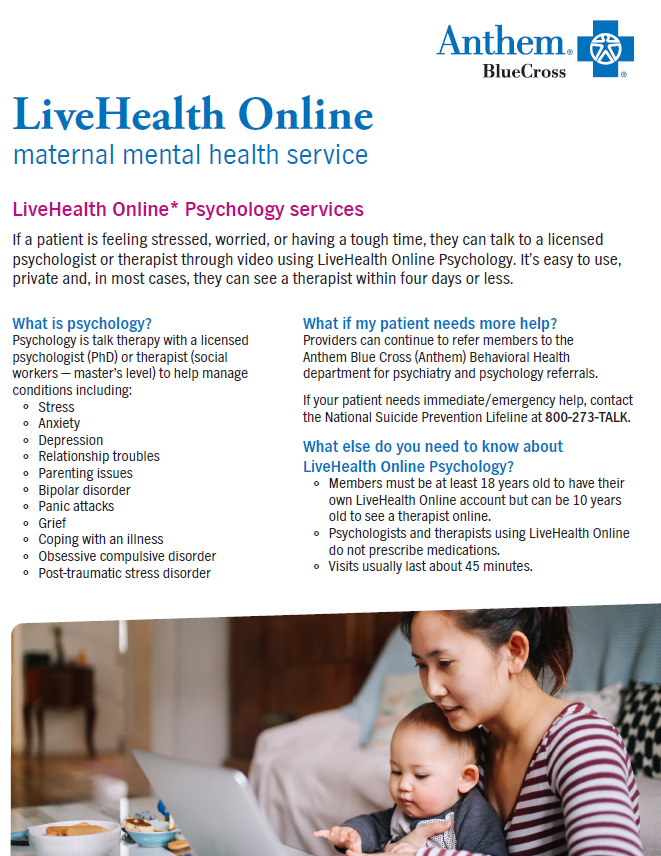 Anthem®
BlueCross ®
LiveHealth Online
maternal mental health service
LiveHealth Online* Psychology services
If a patient is feeling stressed, worried, or having a tough time, they can talk to a licensed
psychologist or therapist through video using LiveHealth Online Psychology. It’s easy to use,
private and, in most cases, they can see a therapist within four days or less.
What is psychology?
Psychology is talk therapy with a licensed
psychologist (PhD) or therapist (social
workers — master’s level) to help manage
conditions including:
° Stress
° Anxiety
° Depression
° Relationship troubles
° Parenting issues
° Bipolar disorder
° Panic attacks
° Grief
° Coping with an illness
° Obsessive compulsive disorder
° Post-traumatic stress disorder
What if my patient needs more help?
Providers can continue to refer members to the
Anthem Blue Cross (Anthem) Behavioral Health
department for psychiatry and psychology referrals.
If your patient needs immediate/emergency help, contact
the National Suicide Prevention Lifeline at 800-273-TALK.
What else do you need to know about
LiveHealth Online Psychology?
° Members must be at least 18 years old to have their
own LiveHealth Online account but can be 10 years
old to see a therapist online.
° Psychologists and therapists using LiveHealth Online
do not prescribe medications.
° Visits usually last about 45 minutes.